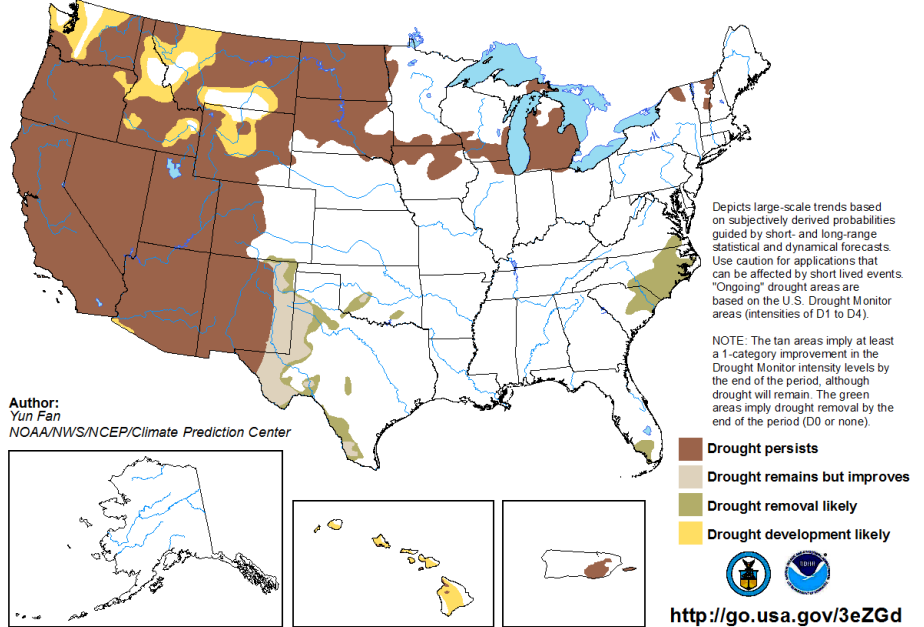 Depicts large-scale trends based
on subjectively derived probabilities
guided by short- and long-range
statistical and dynamical forecasts.
Use caution for applications that
can be affected by short lived events.
"Ongoing" drought areas are
based on the U.S. Drought Monitor
areas (intensities of D1 to D4).
NOTE: The tan areas imply at least
a 1-category improvement in the
Drought Monitor intensity levels by
the end of the period, although
drought will remain. The green
areas imply drought removal by the
end of the period (D0 or none).
Author:
Yun Fan
NOAA/NWS/NCEP/Climate Prediction Center
Drought persists
Drought remains but improves
Drought removal likely
Drought development likely
http://go.usa.gov/3eZGd